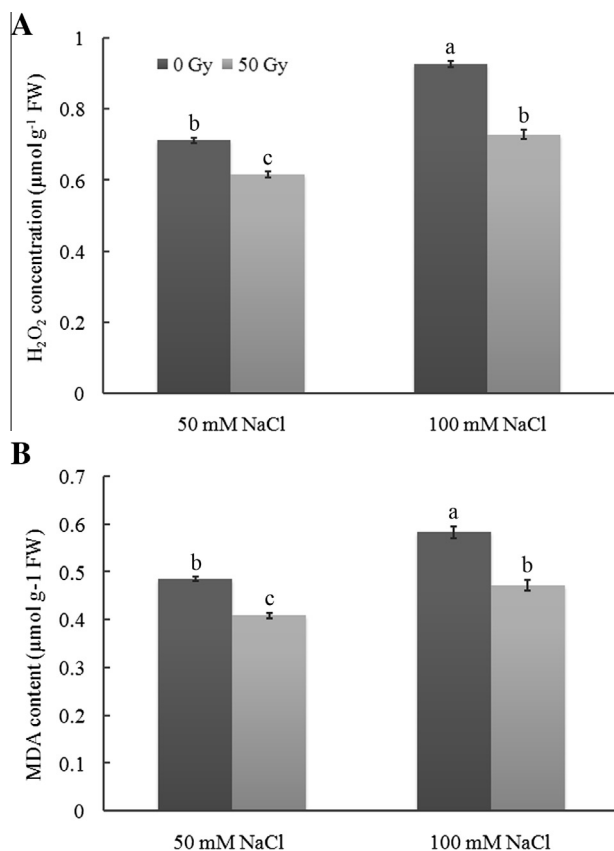 A
H₂O₂ concentration (µmol g⁻¹ FW)
1
0.8
0.6
0.4
0.2
0
0 Gy 50 Gy
b
c
a
b
50 mM NaCl
100 mM NaCl
B
MDA content (µmol g-1 FW)
0.7
0.6
0.5
0.4
0.3
0.2
0.1
0
b
c
a
b
50 mM NaCl
100 mM NaCl